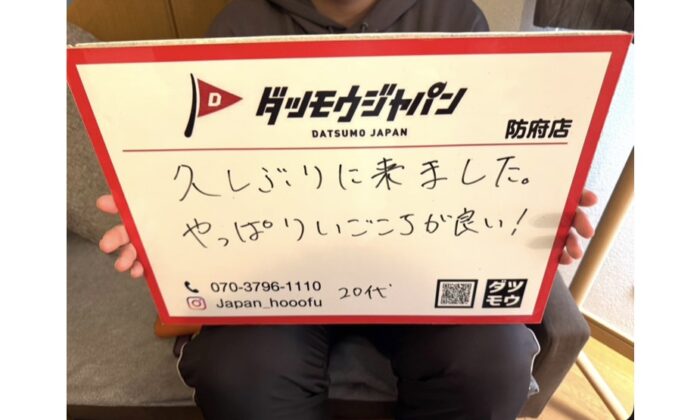 D
ダツモウジャパン
DATSUMO JAPAN
防府店
久しぶりに来ました。
やっぱりいごこちが良い!
070-3796-1110
Japan_hooofu
20代
ダツ
モウ